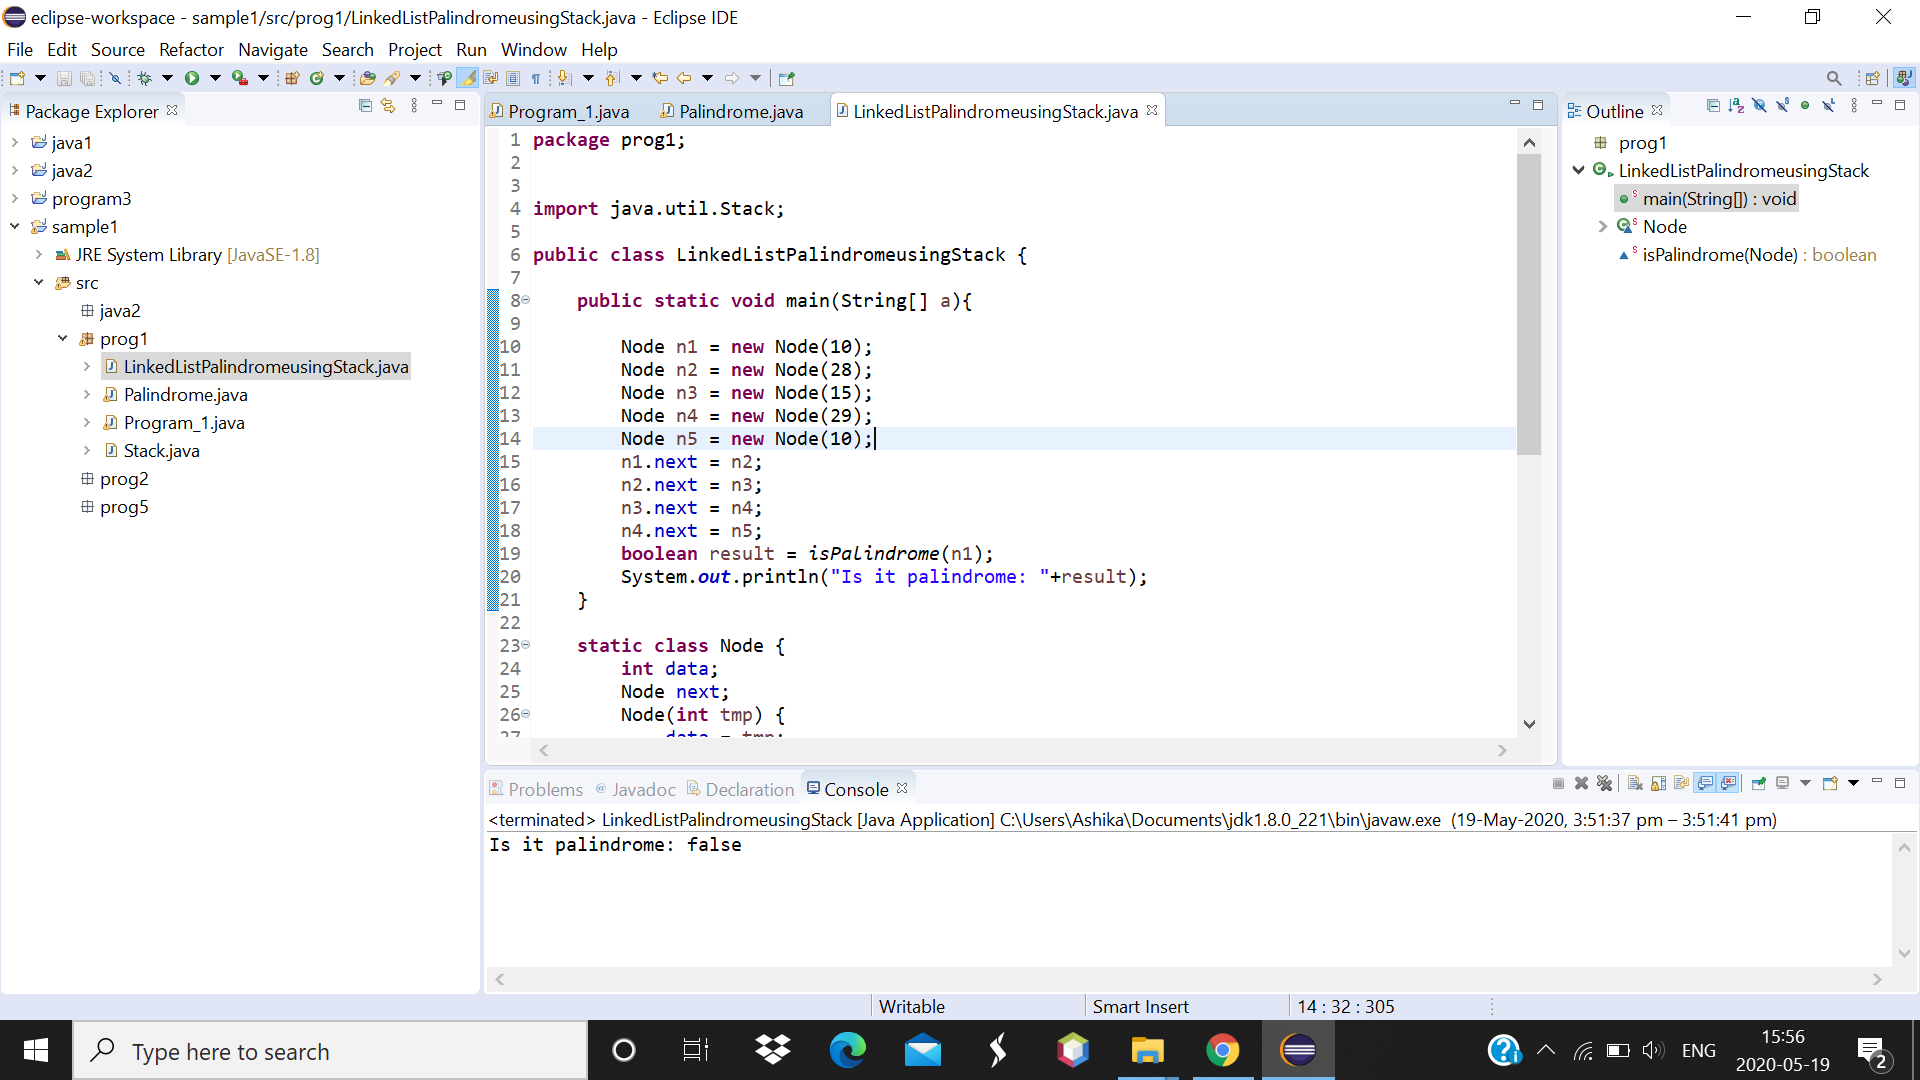 eclipse-workspace - sample1/src/prog1/LinkedListPalindromeusingStack.java - Eclipse IDE
File Edit Source Refactor Navigate Search Project Run Window Help
Package Explorer
java1
java2
program3
sample1
JRE System Library [JavaSE-1.8]
src
java2
prog1
LinkedListPalindromeusingStack.java
Palindrome.java
Program_1.java
Stack.java
prog2
prog5
Program_1.java Palindrome.java LinkedListPalindromeusingStack.java
1 package prog1;
2
3
4 import java.util.Stack;
5
6 public class LinkedListPalindromeusingStack {
7
8 public static void main(String[] a){
9
10 Node n1 = new Node(10);
11 Node n2 = new Node(28);
12 Node n3 = new Node(15);
13 Node n4 = new Node(29);
14 Node n5 = new Node(10);
15 n1.next = n2;
16 n2.next = n3;
17 n3.next = n4;
18 n4.next = n5;
19 boolean result = isPalindrome(n1);
20 System.out.println("Is it palindrome: "+result);
21 }
22
23 static class Node {
24 int data;
25 Node next;
26 Node(int tmp) {
27 data = tmp;
Outline
prog1
LinkedListPalindromeusingStack
main(String[]) : void
Node
isPalindrome(Node) : boolean
Problems @ Javadoc Declaration Console
<terminated> LinkedListPalindromeusingStack [Java Application] C:\Users\Ashika\Documents\jdk1.8.0_221\bin\javaw.exe (19-May-2020, 3:51:37 pm – 3:51:41 pm)
Is it palindrome: false
Writable Smart Insert 14 : 32 : 305
Type here to search
ENG
15:56
2020-05-19
2